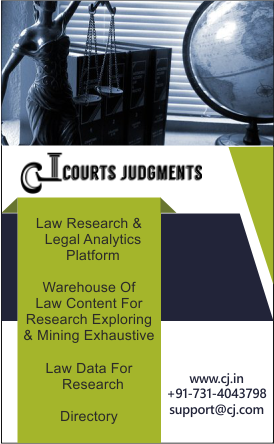 CJ COURTS JUDGMENTS
Law Research &
Legal Analytics
Platform
Warehouse Of
Law Content For
Research Exploring
& Mining Exhaustive
Law Data For
Research
Directory
www.cj.in
+91-731-4043798
support@cj.com